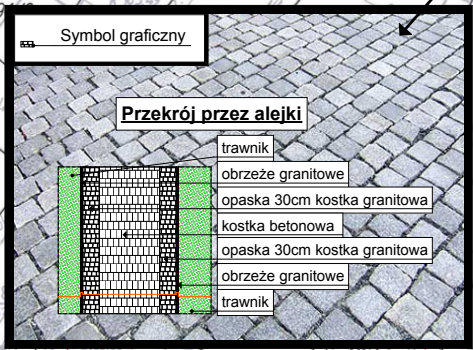 Symbol graficzny
Przekrój przez alejki
trawnik
obrzeże granitowe
opaska 30cm kostka granitowa
kostka betonowa
opaska 30cm kostka granitowa
obrzeże granitowe
trawnik